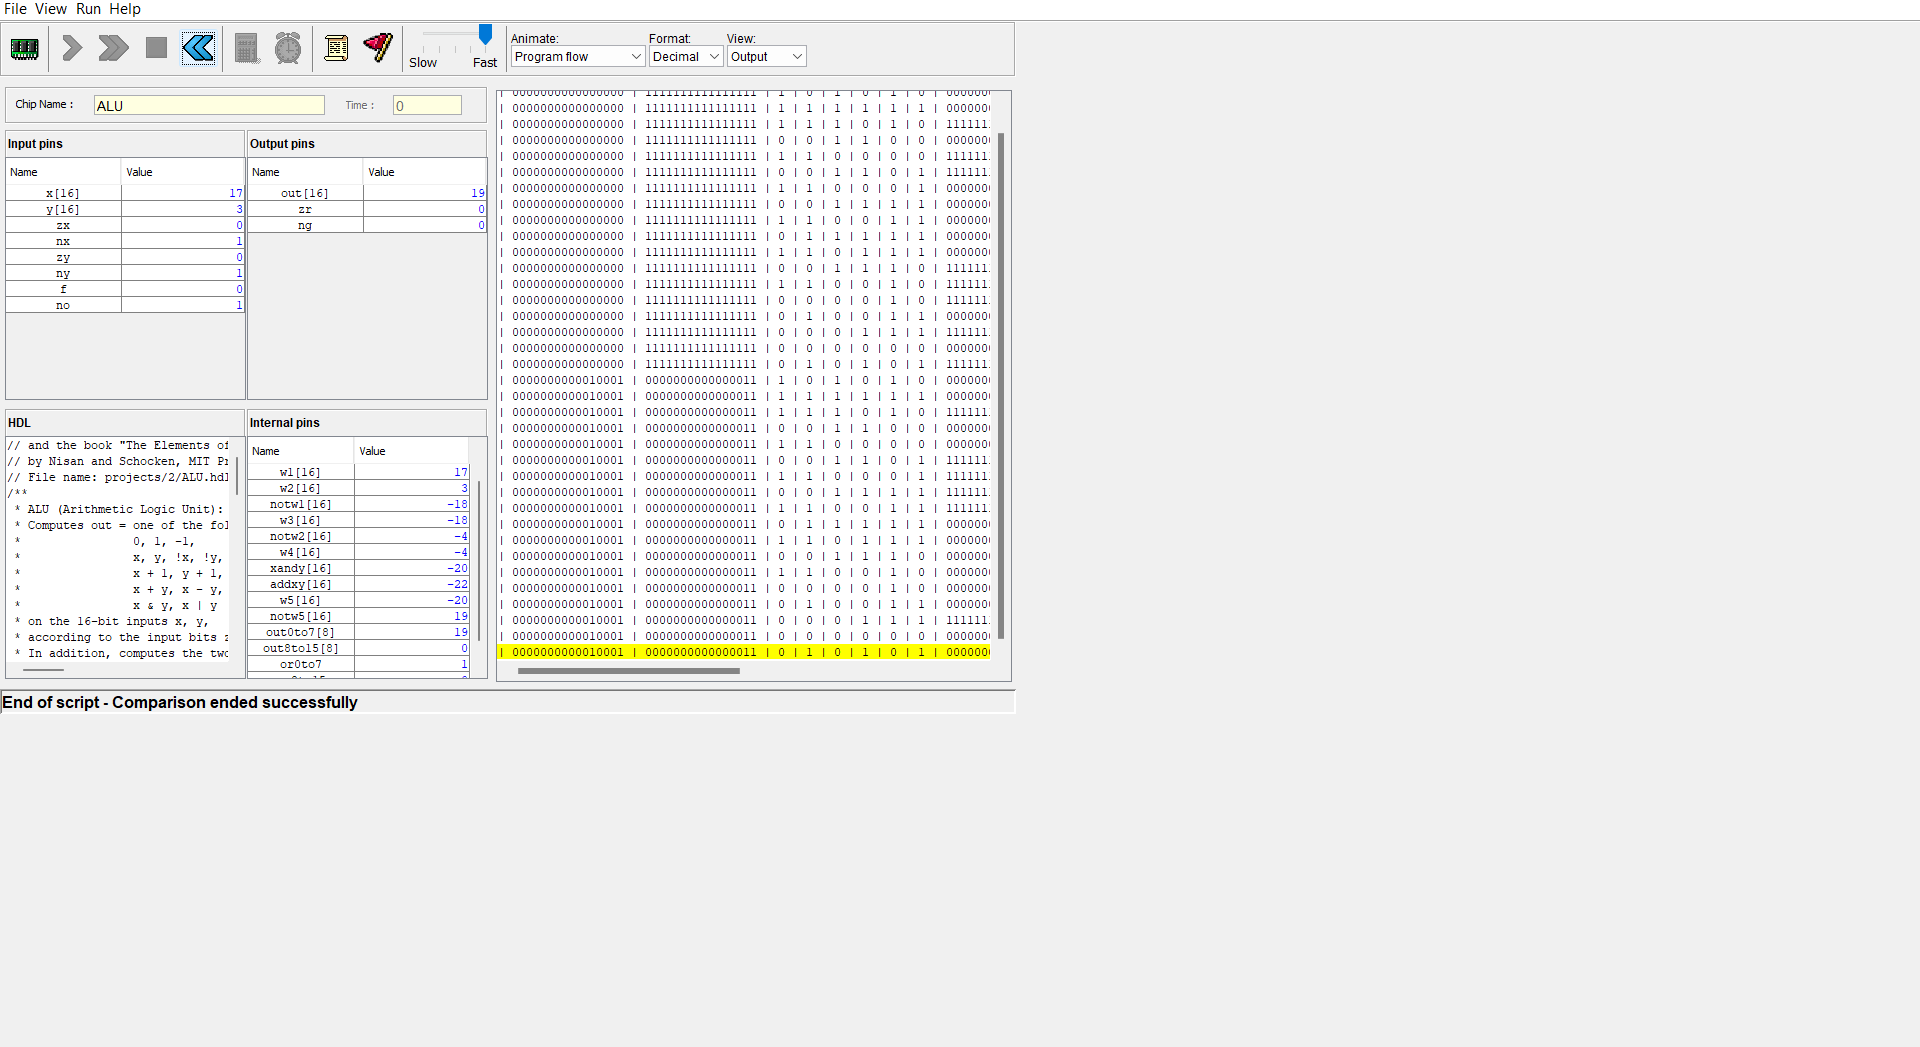 File View Run Help
Animate:
Format:
View:
Slow
Fast
Program flow
Decimal
Output
Chip Name :
ALU
Time :
0
Input pins
Name Value
x[16] 17
y[16] 3
zx 0
nx 1
zy 0
ny 1
f 0
no 1
Output pins
Name Value
out[16] 19
zr 0
ng 0
HDL
// and the book "The Elements of
// by Nisan and Schocken, MIT Pr
// File name: projects/2/ALU.hdl
/**
* ALU (Arithmetic Logic Unit):
* Computes out = one of the fol
* 0, 1, -1,
* x, y, !x, !y,
* x + 1, y + 1,
* x + y, x - y,
* x & y, x | y
* on the 16-bit inputs x, y,
* according to the input bits z
* In addition, computes the two
Internal pins
Name Value
w1[16] 17
w2[16] 3
notw1[16] -18
w3[16] -18
notw2[16] -4
w4[16] -4
xandy[16] -20
addxy[16] -22
w5[16] -20
notw5[16] 19
out0to7[8] 19
out8to15[8] 0
or0to7 1
| 0000000000000000 | 1111111111111111 | 1 | 0 | 1 | 0 | 1 | 0 | 000000
| 0000000000000000 | 1111111111111111 | 1 | 1 | 1 | 1 | 1 | 1 | 000000
| 0000000000000000 | 1111111111111111 | 1 | 1 | 1 | 0 | 1 | 0 | 111111
| 0000000000000000 | 1111111111111111 | 0 | 0 | 1 | 1 | 0 | 0 | 000000
| 0000000000000000 | 1111111111111111 | 1 | 1 | 0 | 0 | 0 | 0 | 111111
| 0000000000000000 | 1111111111111111 | 0 | 0 | 1 | 1 | 0 | 1 | 111111
| 0000000000000000 | 1111111111111111 | 1 | 1 | 0 | 0 | 0 | 1 | 000000
| 0000000000000000 | 1111111111111111 | 0 | 0 | 1 | 1 | 1 | 1 | 000000
| 0000000000000000 | 1111111111111111 | 1 | 1 | 0 | 0 | 1 | 1 | 000000
| 0000000000000000 | 1111111111111111 | 0 | 1 | 1 | 1 | 1 | 1 | 000000
| 0000000000000000 | 1111111111111111 | 1 | 1 | 0 | 1 | 1 | 1 | 000000
| 0000000000000000 | 1111111111111111 | 0 | 0 | 1 | 1 | 1 | 0 | 111111
| 0000000000000000 | 1111111111111111 | 1 | 1 | 0 | 0 | 1 | 0 | 111111
| 0000000000000000 | 1111111111111111 | 0 | 0 | 0 | 0 | 1 | 0 | 111111
| 0000000000000000 | 1111111111111111 | 0 | 1 | 0 | 0 | 1 | 1 | 000000
| 0000000000000000 | 1111111111111111 | 0 | 0 | 0 | 1 | 1 | 1 | 111111
| 0000000000000000 | 1111111111111111 | 0 | 0 | 0 | 0 | 0 | 0 | 000000
| 0000000000000000 | 1111111111111111 | 0 | 1 | 0 | 1 | 0 | 1 | 111111
| 0000000000010001 | 0000000000000011 | 1 | 0 | 1 | 0 | 1 | 0 | 000000
| 0000000000010001 | 0000000000000011 | 1 | 1 | 1 | 1 | 1 | 1 | 000000
| 0000000000010001 | 0000000000000011 | 1 | 1 | 1 | 0 | 1 | 0 | 111111
| 0000000000010001 | 0000000000000011 | 0 | 0 | 1 | 1 | 0 | 0 | 000000
| 0000000000010001 | 0000000000000011 | 1 | 1 | 0 | 0 | 0 | 0 | 000000
| 0000000000010001 | 0000000000000011 | 0 | 0 | 1 | 1 | 0 | 1 | 111111
| 0000000000010001 | 0000000000000011 | 1 | 1 | 0 | 0 | 0 | 1 | 111111
| 0000000000010001 | 0000000000000011 | 0 | 0 | 1 | 1 | 1 | 1 | 111111
| 0000000000010001 | 0000000000000011 | 1 | 1 | 0 | 0 | 1 | 1 | 111111
| 0000000000010001 | 0000000000000011 | 0 | 1 | 1 | 1 | 1 | 1 | 000000
| 0000000000010001 | 0000000000000011 | 1 | 1 | 0 | 1 | 1 | 1 | 000000
| 0000000000010001 | 0000000000000011 | 0 | 0 | 1 | 1 | 1 | 0 | 000000
| 0000000000010001 | 0000000000000011 | 1 | 1 | 0 | 0 | 1 | 0 | 000000
| 0000000000010001 | 0000000000000011 | 0 | 0 | 0 | 0 | 1 | 0 | 000000
| 0000000000010001 | 0000000000000011 | 0 | 1 | 0 | 0 | 1 | 1 | 000000
| 0000000000010001 | 0000000000000011 | 0 | 0 | 0 | 1 | 1 | 1 | 111111
| 0000000000010001 | 0000000000000011 | 0 | 0 | 0 | 0 | 0 | 0 | 000000
| 0000000000010001 | 0000000000000011 | 0 | 1 | 0 | 1 | 0 | 1 | 000000
End of script - Comparison ended successfully